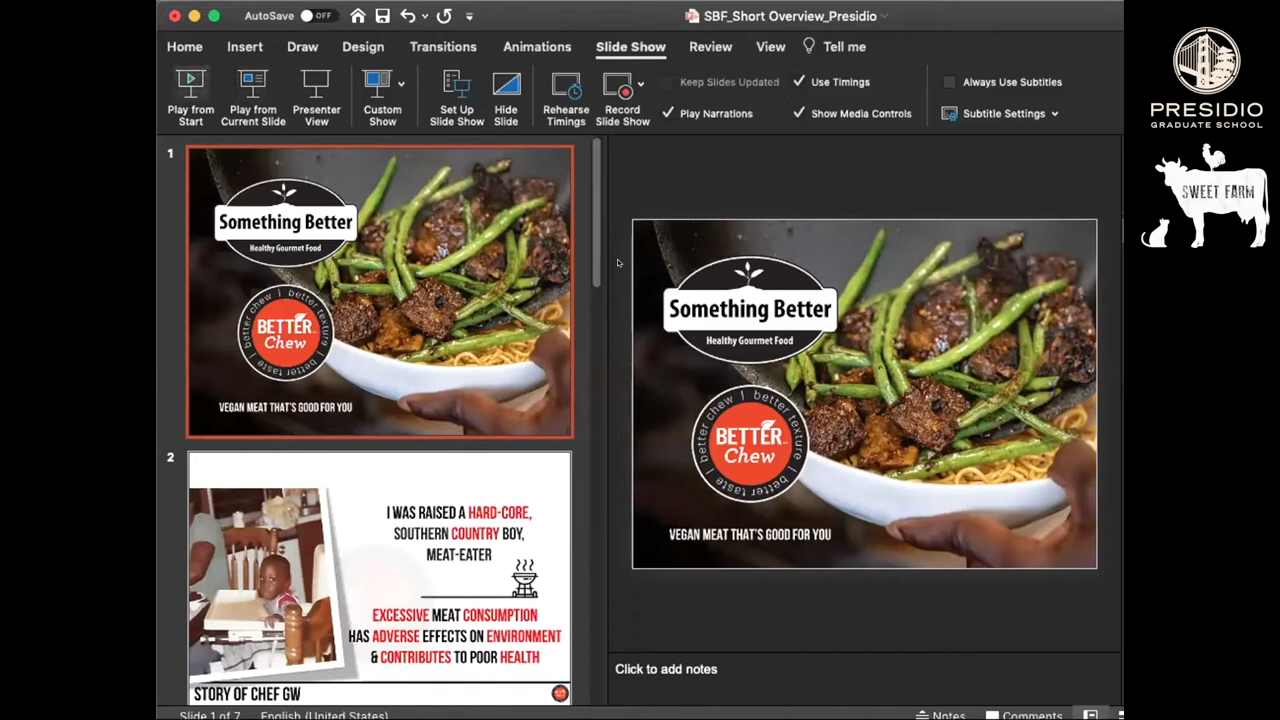 AutoSave OFF
SBF_Short Overview_Presidio
Home Insert Draw Design Transitions Animations Slide Show Review View Tell me
Play from Start
Play from Current Slide
Presenter View
Custom Show
Set Up Slide Show
Hide Slide
Rehearse Timings
Record Slide Show
Keep Slides Updated
Play Narrations
Use Timings
Show Media Controls
Always Use Subtitles
Subtitle Settings
PRESIDIO
GRADUATE SCHOOL
SWEET FARM
1
Something Better
Healthy Gourmet Food
better chew | better texture | better taste |
BETTER
Chew
VEGAN MEAT THAT'S GOOD FOR YOU
2
I WAS RAISED A HARD-CORE,
SOUTHERN COUNTRY BOY,
MEAT-EATER
EXCESSIVE MEAT CONSUMPTION
HAS ADVERSE EFFECTS ON ENVIRONMENT
& CONTRIBUTES TO POOR HEALTH
STORY OF CHEF GW
Something Better
Healthy Gourmet Food
better chew | better texture | better taste |
BETTER
Chew
VEGAN MEAT THAT'S GOOD FOR YOU
Click to add notes
Slide 1 of 7 English (United States) Notes Comments